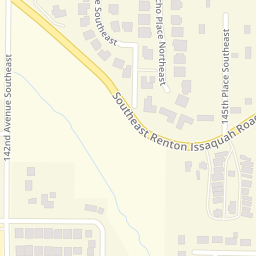 e Southeast
cho Place Northeast
145th Place Southeast
142nd Avenue Southeast
Southeast Renton Issaquah Road